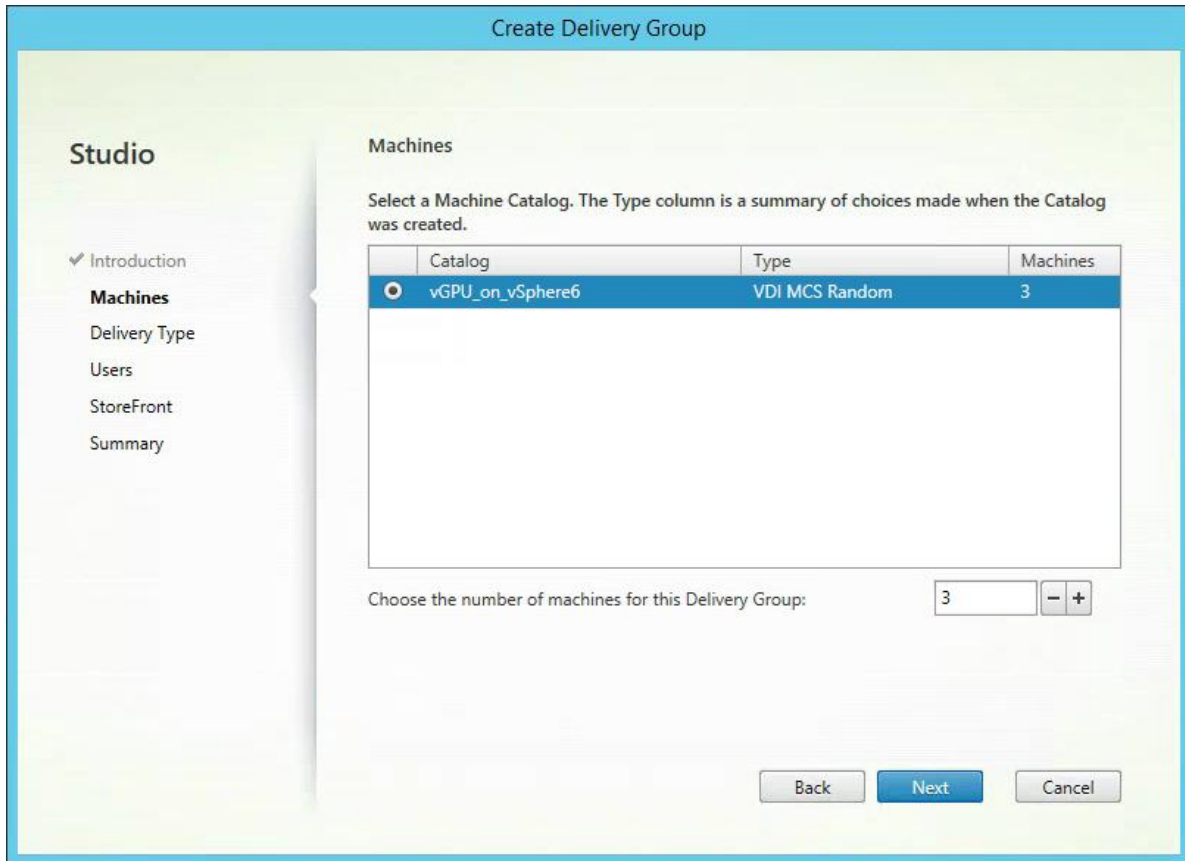 Create Delivery Group
Studio
Introduction
Machines
Delivery Type
Users
StoreFront
Summary
Machines
Select a Machine Catalog. The Type column is a summary of choices made when the Catalog
was created.
Catalog Type Machines
vGPU_on_vSphere6 VDI MCS Random 3
Choose the number of machines for this Delivery Group: 3 − +
Back Next Cancel